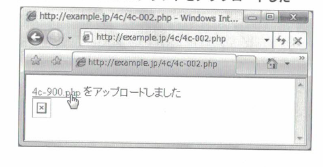 http://example.jp/4c/4c-002.php - Windows Int...
http://example.jp/4c/4c-002.php
http://example.jp/4c/4c-002.php
4c-900.php をアップロードしました